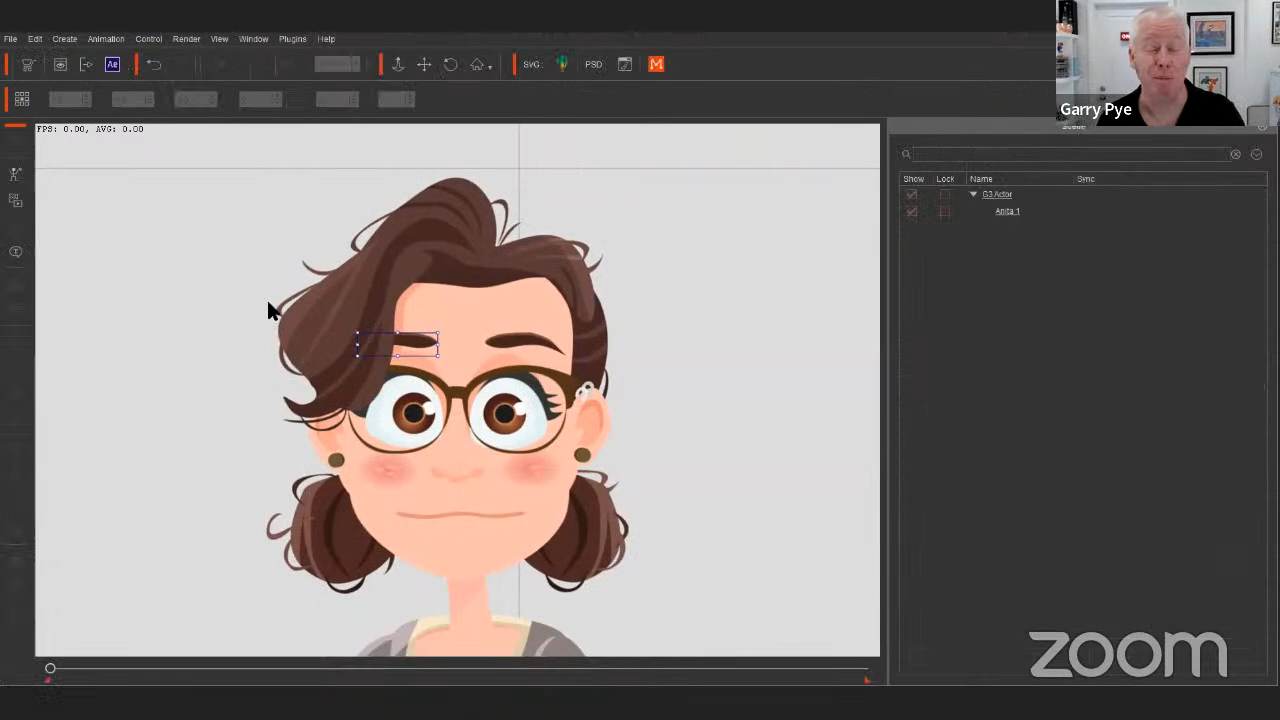 File Edit Create Animation Control Render View Window Plugins Help
Ae SVG: PSD M
FPS: 0.00, AVG: 0.00
Garry Pye
Show Lock Name Sync
G3 Actor
Anita 1
zoom